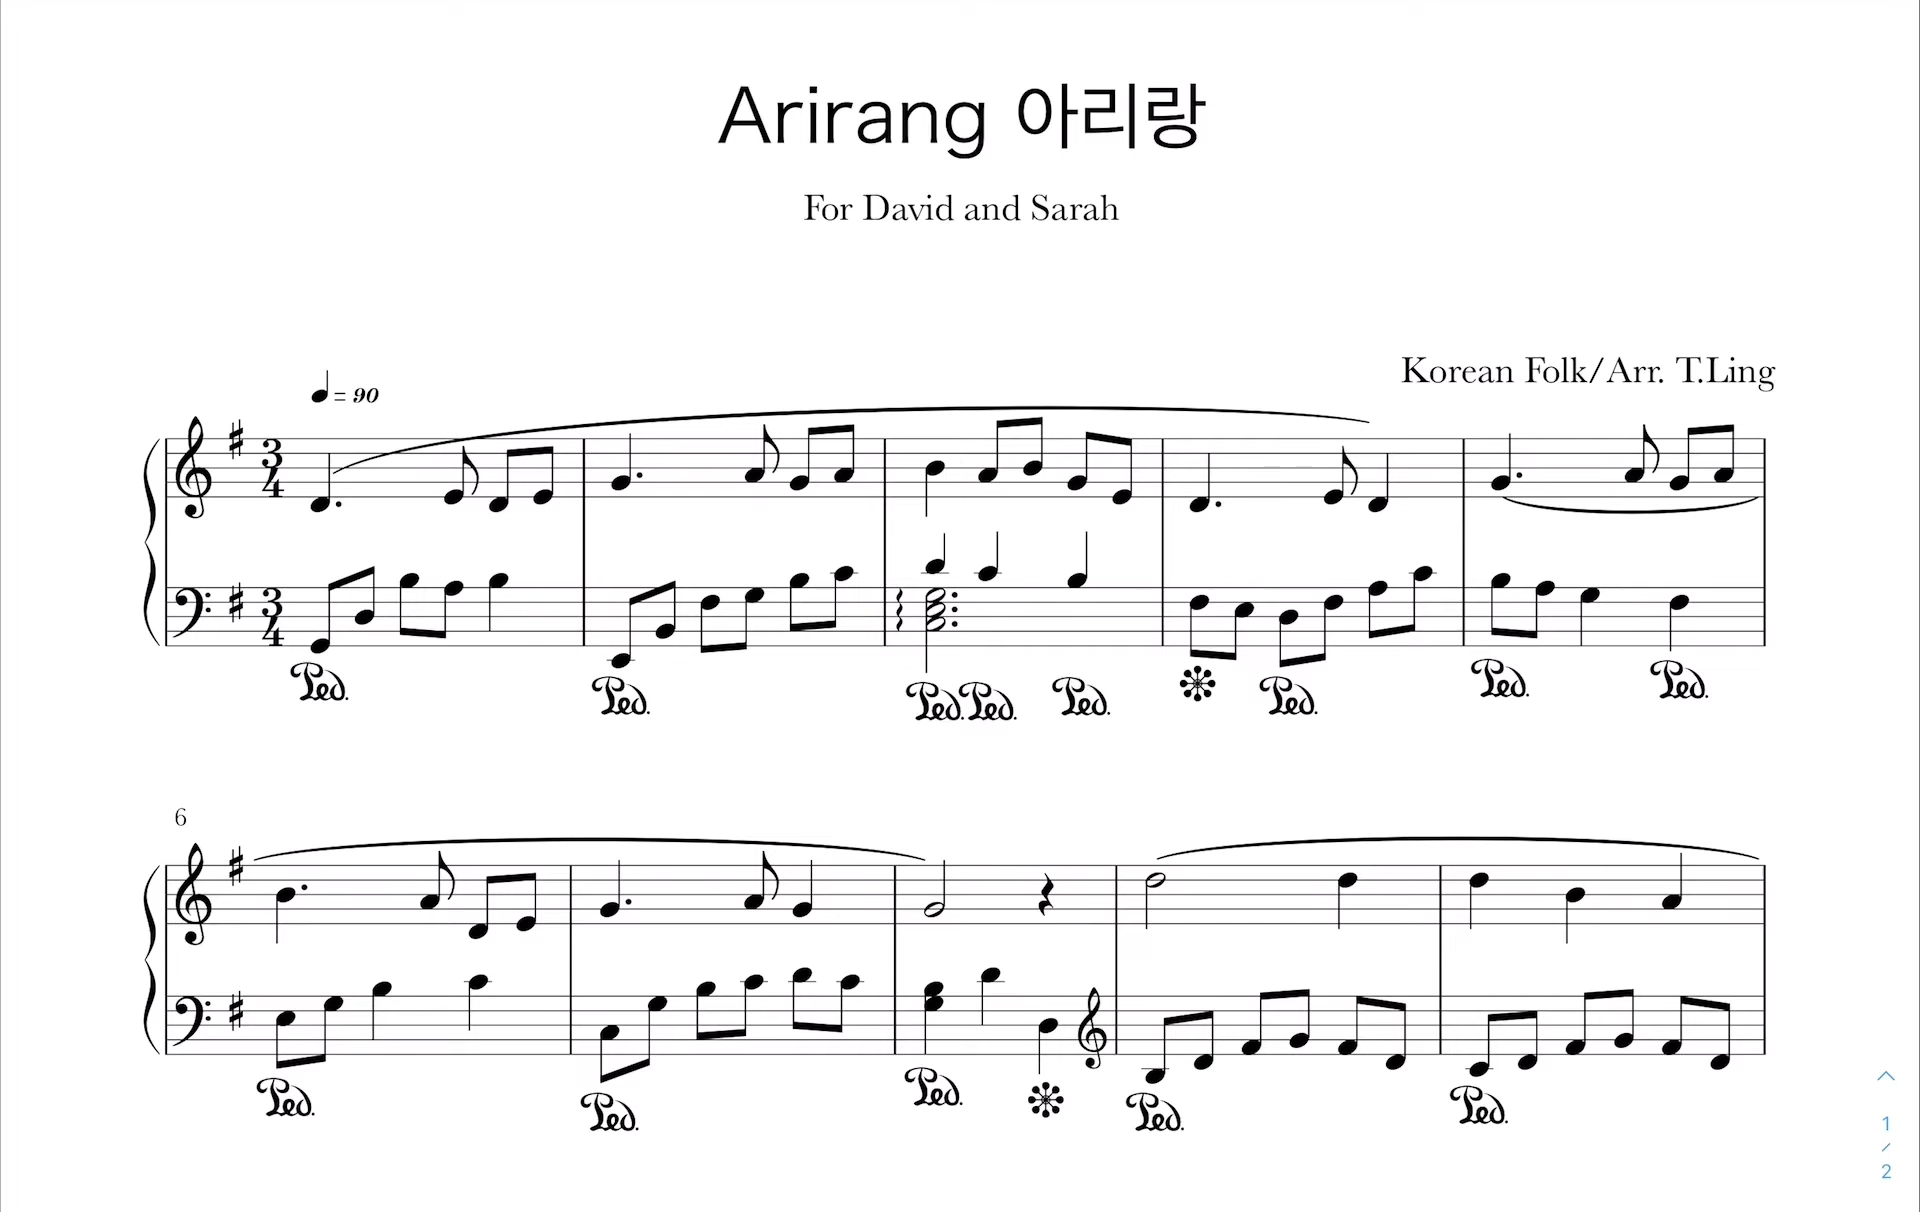 Arirang 아리랑
For David and Sarah
Korean Folk/Arr. T.Ling
= 90
3
4
3
4
Ped.
Ped.
Ped. Ped. Ped.
Ped.
Ped. Ped.
6
Ped.
Ped.
Ped.
Ped.
Ped.
1
/
2